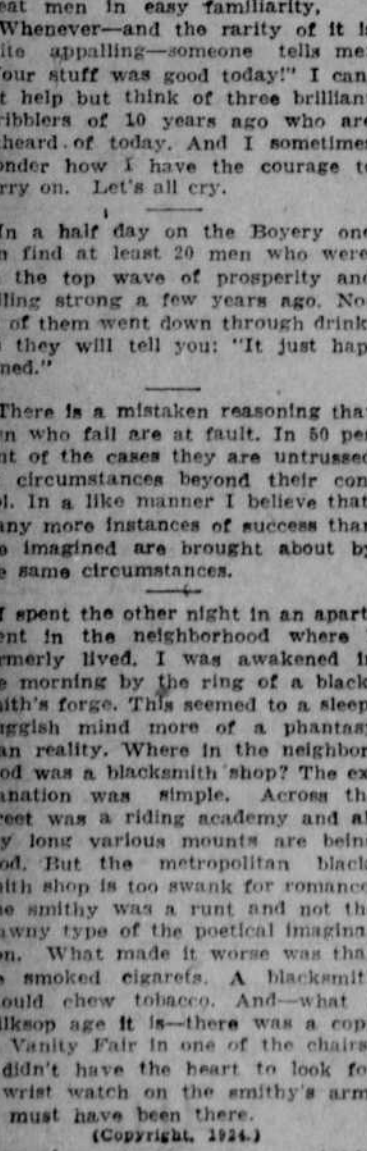 eat men in easy familiarity.
Whenever—and the rarity of it is
ite appalling—someone tells me
our stuff was good today!" I can
t help but think of three brillian
ribblers of 10 years ago who are
heard of today. And I sometimes
onder how I have the courage to
rry on. Let's all cry.
In a half day on the Boyery one
n find at least 20 men who were
the top wave of prosperity and
lling strong a few years ago. No
of them went down through drink
they will tell you: "It just hap
ned."
There is a mistaken reasoning tha
n who fail are at fault. In 50 pe
nt of the cases they are untrussed
circumstances beyond their con
l. In a like manner I believe that
any more instances of success than
e imagined are brought about by
e same circumstances.
I spent the other night in an apart
ent in the neighborhood where
rmerly lived. I was awakened in
e morning by the ring of a black
ith's forge. This seemed to a sleep
uggish mind more of a phantas
an reality. Where in the neighbor
od was a blacksmith shop? The ex
anation was simple. Across th
reet was a riding academy and al
y long various mounts are bein
od. But the metropolitan black
ith shop is too swank for romance
e smithy was a runt and not th
awny type of the poetical imagina
on. What made it worse was tha
e smoked cigarets. A blacksmit
ould chew tobacco. And—what
ilksop age it is—there was a cop
Vanity Fair in one of the chairs
didn't have the heart to look fo
wrist watch on the smithy's arm
must have been there.
(Copyright, 1924.)